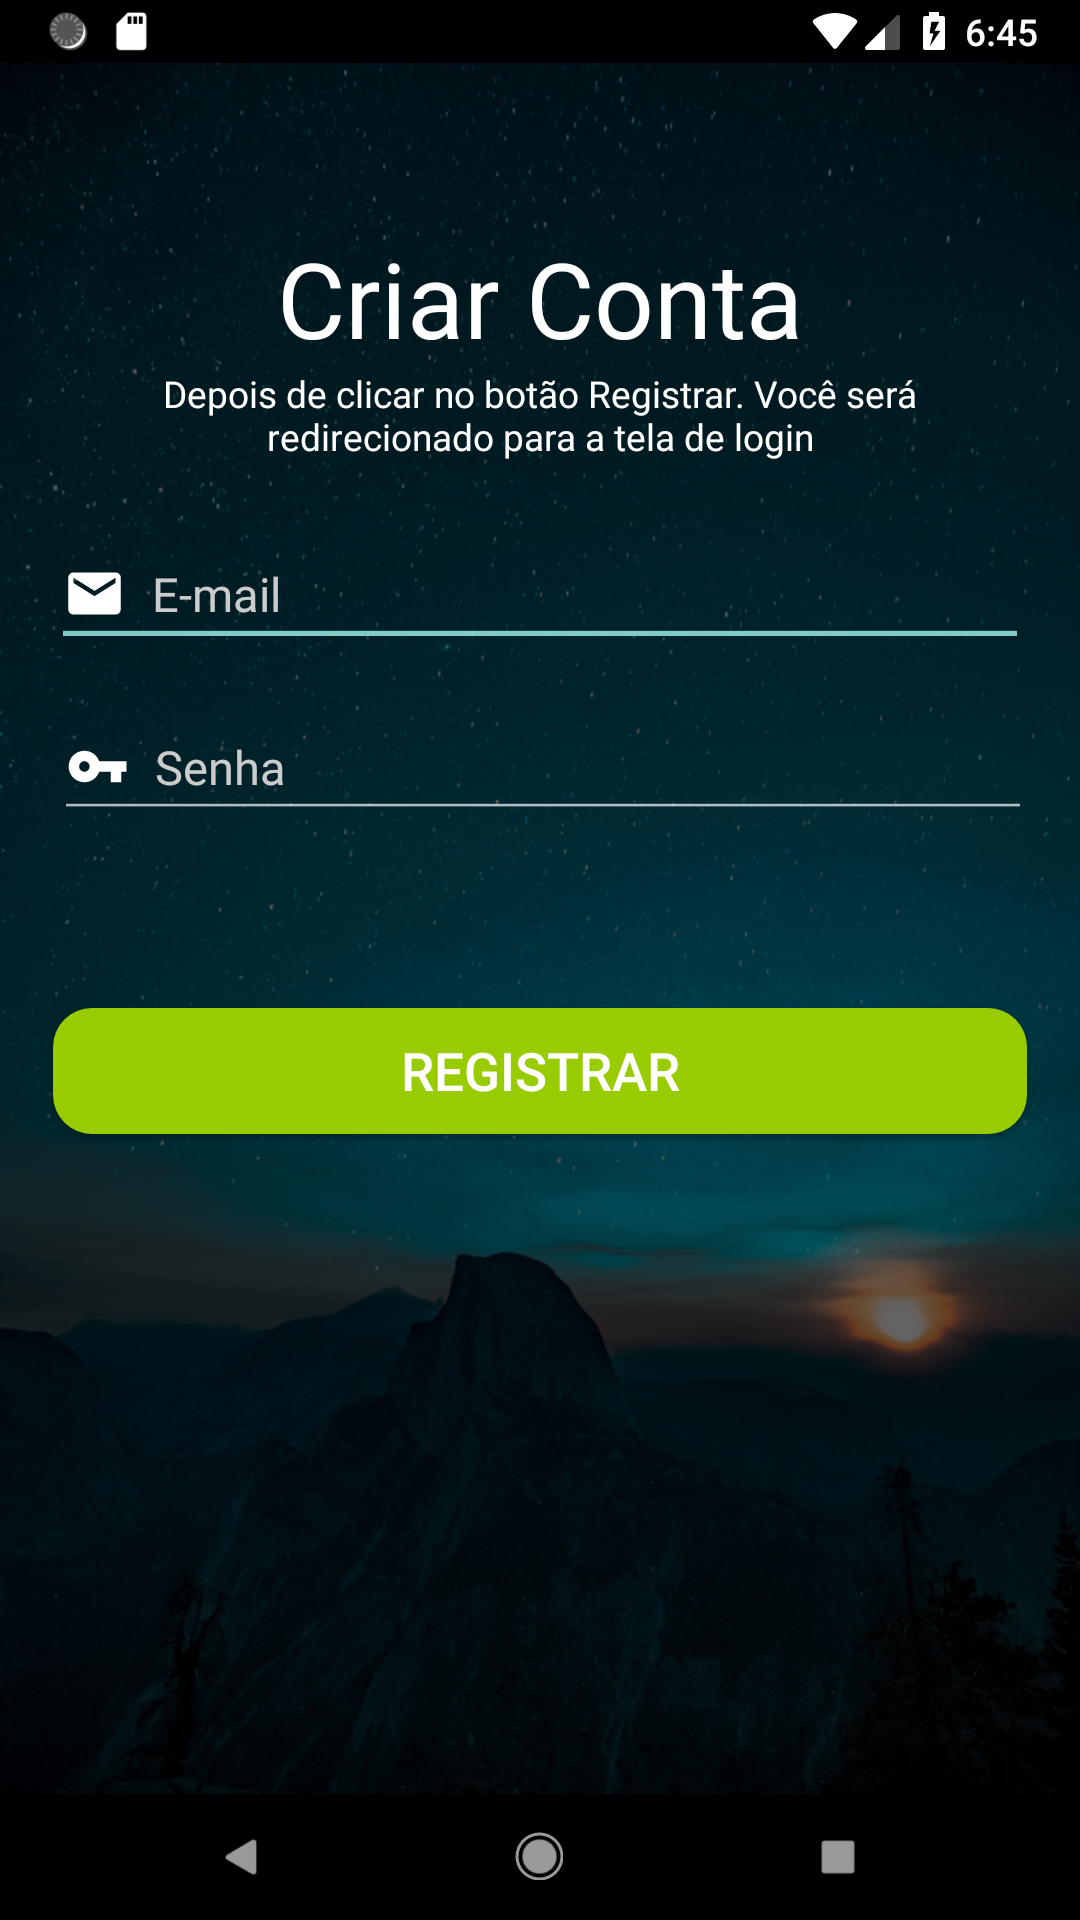 6:45
Criar Conta
Depois de clicar no botão Registrar. Você será
redirecionado para a tela de login
E-mail
Senha
REGISTRAR